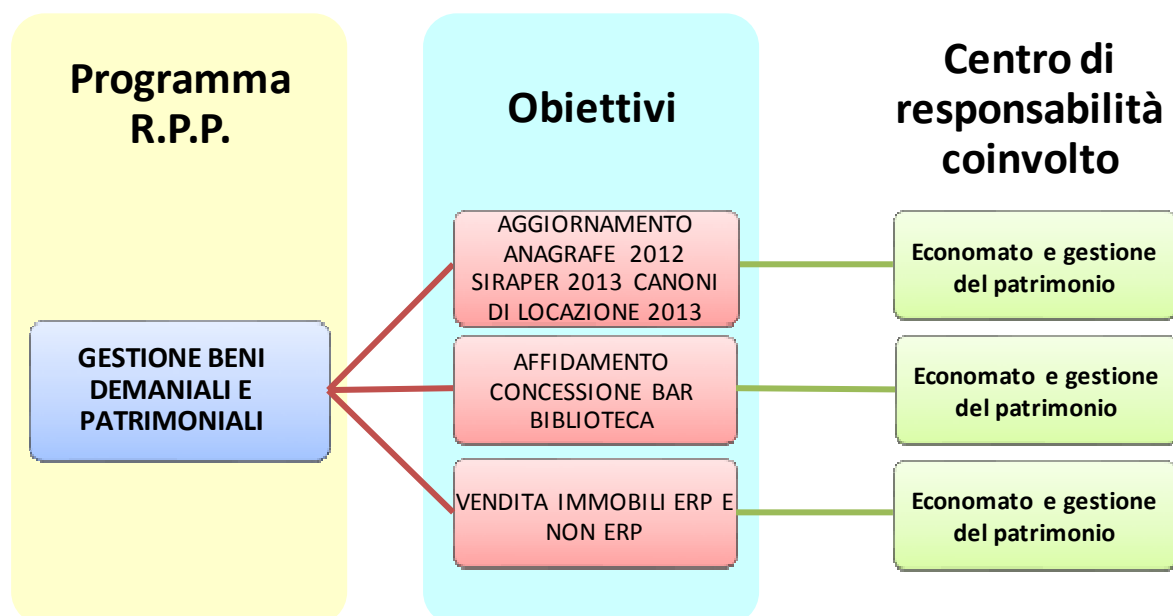 Programma
R.P.P.
Obiettivi
Centro di
responsabilità
coinvolto
GESTIONE BENI
DEMANIALI E
PATRIMONIALI
AGGIORNAMENTO
ANAGRAFE 2012
SIRAPER 2013 CANONI
DI LOCAZIONE 2013
Economato e gestione
del patrimonio
AFFIDAMENTO
CONCESSIONE BAR
BIBLIOTECA
Economato e gestione
del patrimonio
VENDITA IMMOBILI ERP E
NON ERP
Economato e gestione
del patrimonio